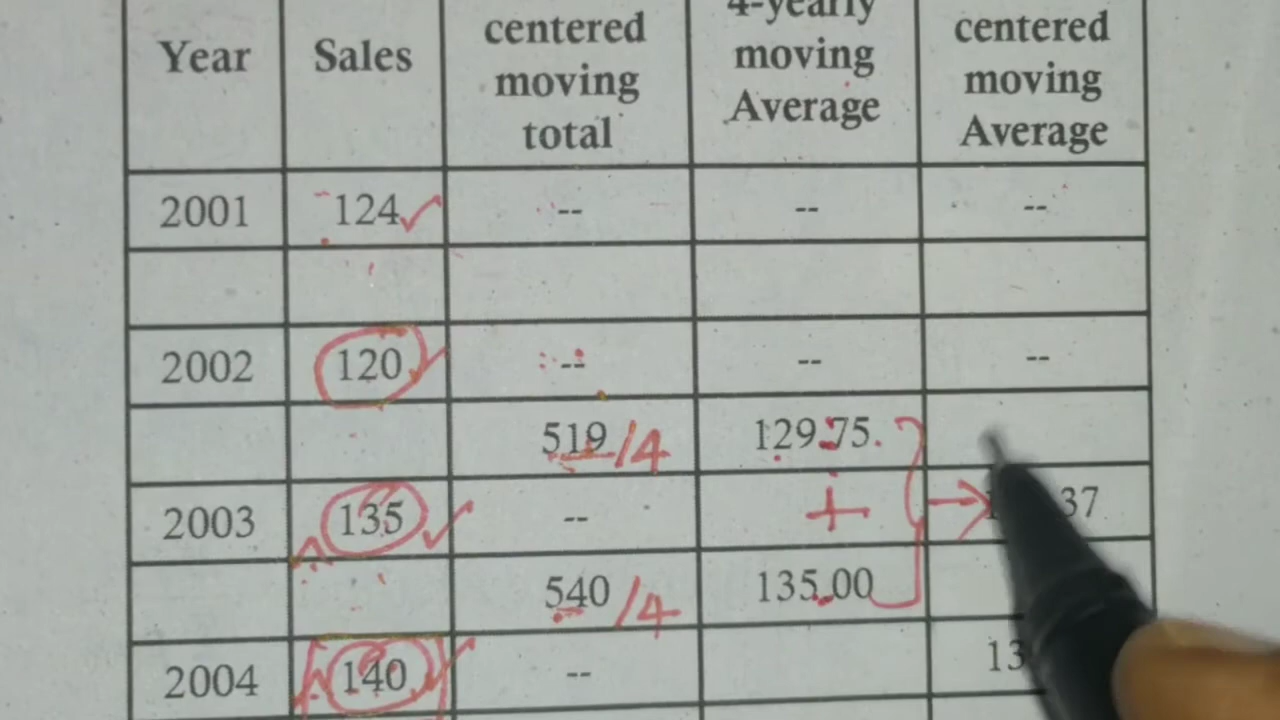 Year Sales centered moving total 4-yearly moving Average centered moving Average
2001 124 -- -- --
2002 120 -- -- --
519 /4 129.75
2003 135 -- + 37
540 /4 135.00
2004 140 -- 13